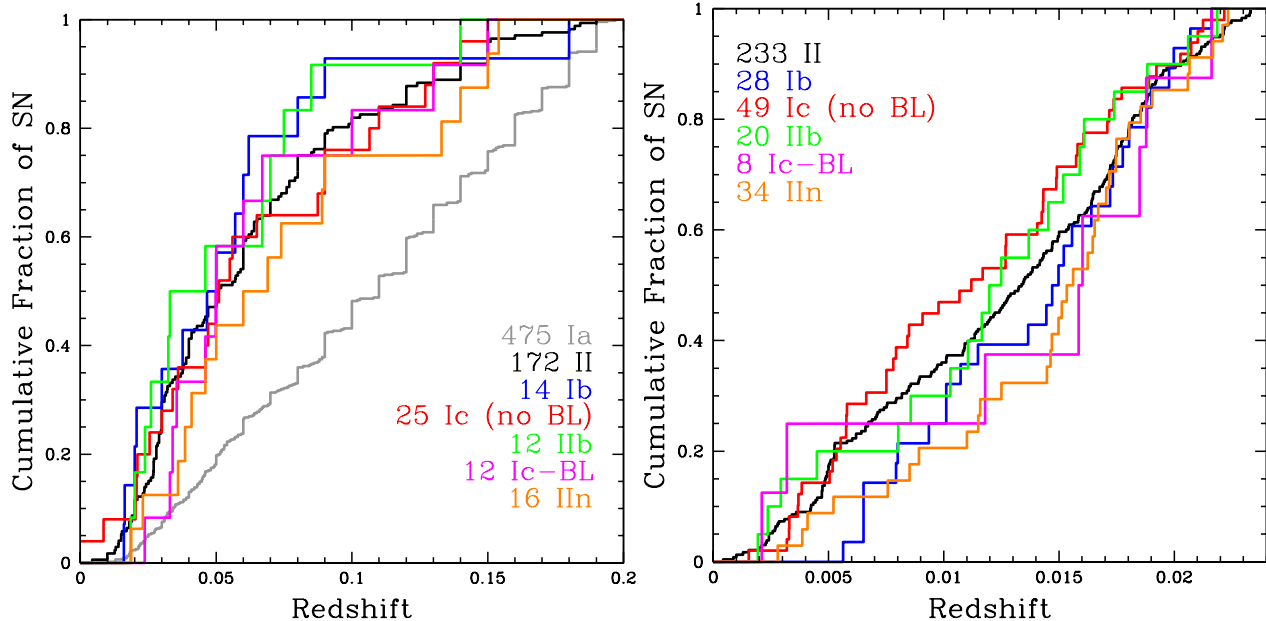 Cumulative Fraction of SN
1
0.8
0.6
0.4
0.2
0
475 Ia
172 II
14 Ib
25 Ic (no BL)
12 IIb
12 Ic-BL
16 IIn
0 0.05 0.1 0.15 0.2
Redshift
Cumulative Fraction of SN
1
0.8
0.6
0.4
0.2
0
233 II
28 Ib
49 Ic (no BL)
20 IIb
8 Ic-BL
34 IIn
0 0.005 0.01 0.015 0.02
Redshift